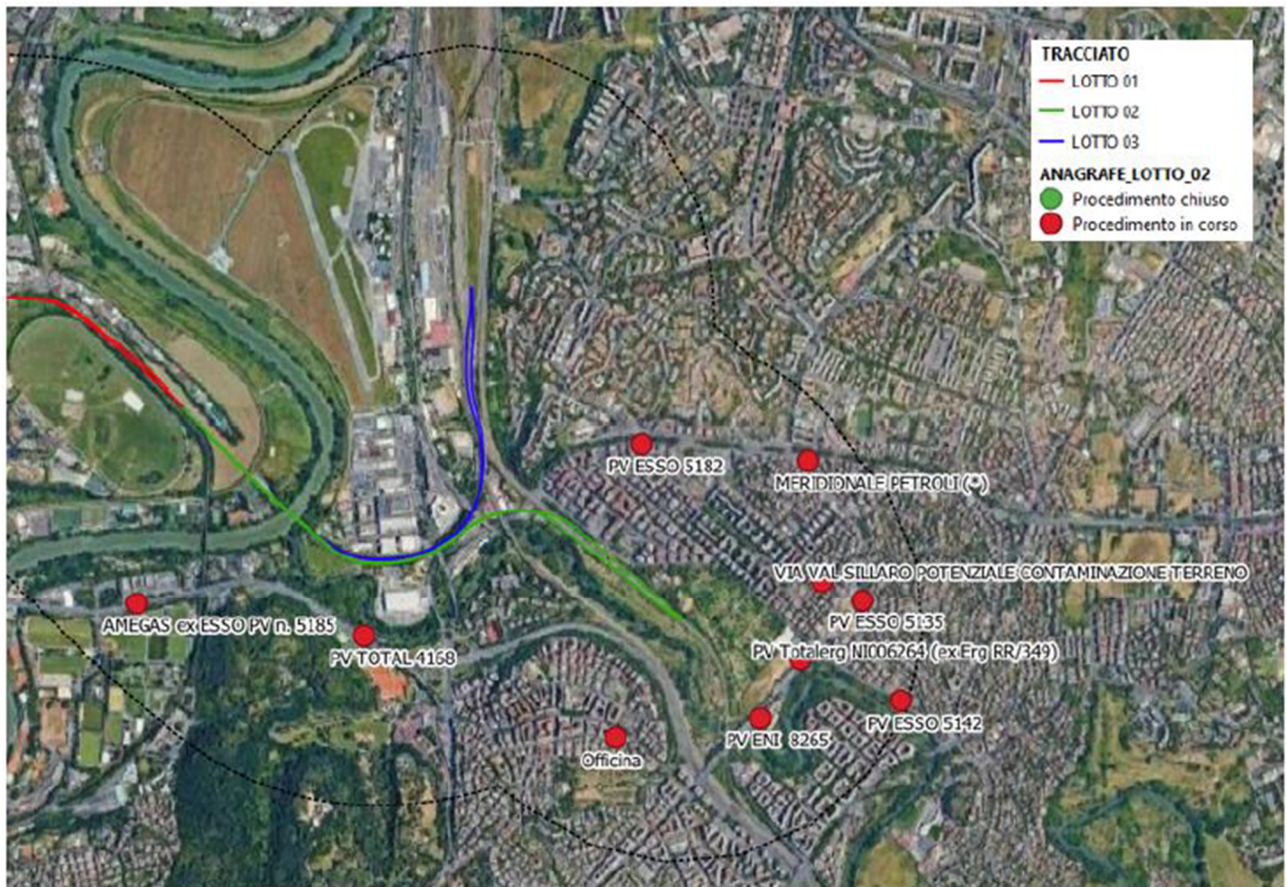 TRACCIATO
LOTTO 01
LOTTO 02
LOTTO 03
ANAGRAFE_LOTTO_02
Procedimento chiuso
Procedimento in corso
PV ESSO 5182
MERIDIONALE PETROLI (*)
VIA VAL SILLARO POTENZIALE CONTAMINAZIONE TERRENO
AMEGAS ex ESSO PV n. 5185
PV ESSO 5135
PV TOTAL 4168
PV Totalerg NI006264 (ex Erg RR/349)
PV ESSO 5142
PV ENI 8265
Officina